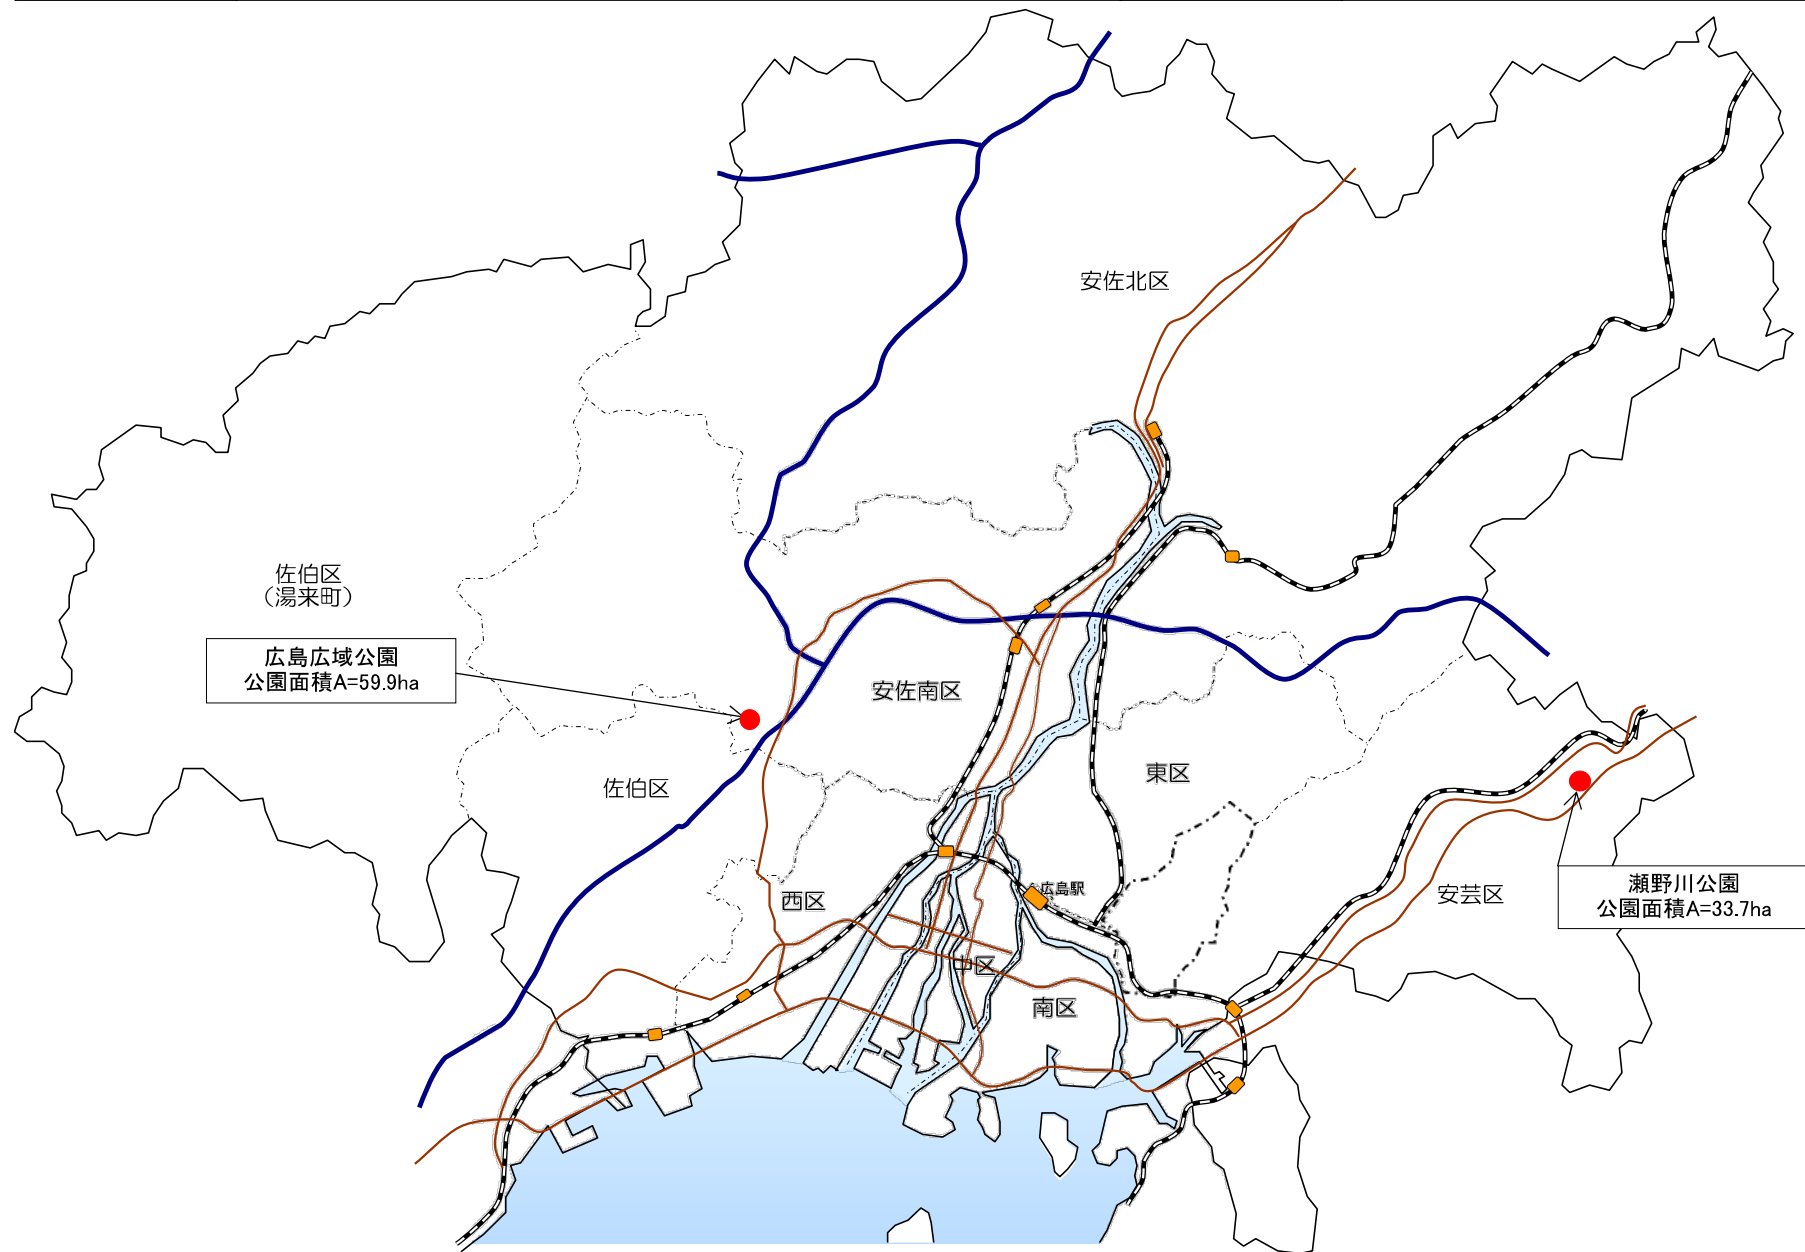 安佐北区
佐伯区
（湯来町）
広島広域公園
公園面積A=59.9ha
安佐南区
佐伯区
東区
瀬野川公園
公園面積A=33.7ha
安芸区
広島駅
西区
中区
南区